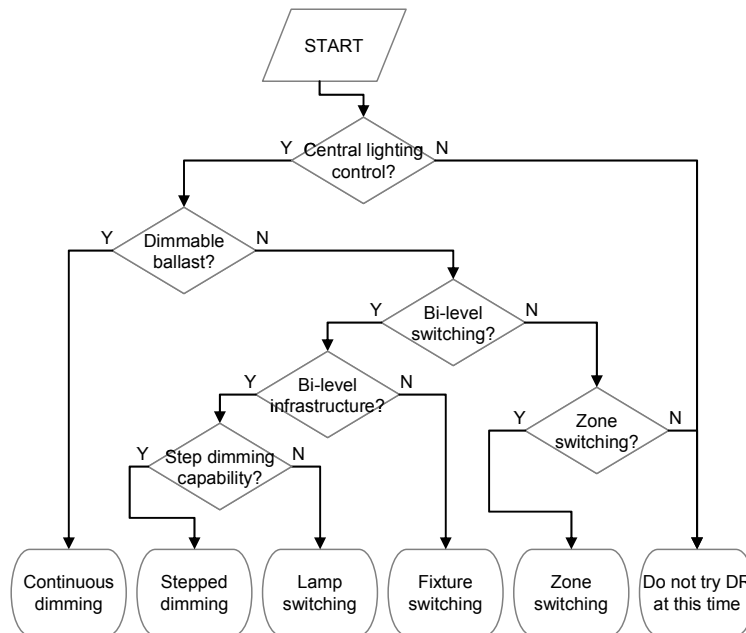 START
Y
Central lighting
control?
N
Y
Dimmable
ballast?
N
Y
Bi-level
switching?
N
Y
Bi-level
infrastructure?
N
Y
Zone
switching?
N
Y
Step dimming
capability?
N
Continuous
dimming
Stepped
dimming
Lamp
switching
Fixture
switching
Zone
switching
Do not try DR
at this time